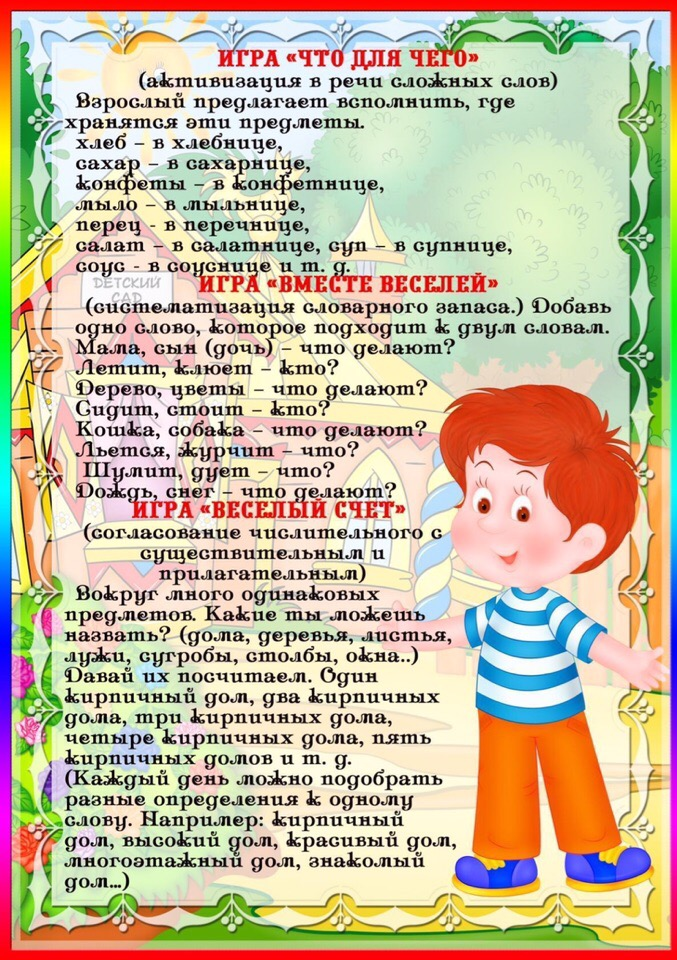 ИГРА «ЧТО ДЛЯ ЧЕГО»
(активизация в речи сложных слов)
Взрослый предлагает вспомнить, где
хранятся эти предметы.
хлеб – в хлебнице,
сахар – в сахарнице,
конфеты – в конфетнице,
мыло – в мыльнице,
перец – в перечнице,
салат – в салатнице, суп – в супнице,
соус - в соуснице и т. д.
ДЕТСКИЙ
САД
ИГРА «ВМЕСТЕ ВЕСЕЛЕЙ»
(систематизация словарного запаса.) Добавь
одно слово, которое подходит к двум словам.
Мама, сын (дочь) – что делают?
Летит, клюет – кто?
Дерево, цветы – что делают?
Сидит, стоит – кто?
Кошка, собака – что делают?
Льется, журчит – что?
Шумит, дует – что?
Дождь, снег – что делают?
ИГРА «ВЕСЕЛЫЙ СЧЕТ»
(согласование числительного с
существительным и
прилагательным)
Вокруг много одинаковых
предметов. Какие ты можешь
назвать? (дома, деревья, листья,
лужи, сугробы, столбы, окна..)
Давай их посчитаем. Один
кирпичный дом, два кирпичных
дома, три кирпичных дома,
четыре кирпичных дома, пять
кирпичных домов и т. д.
(Каждый день можно подобрать
разные определения к одному
слову. Например: кирпичный
дом, высокий дом, красивый дом,
многоэтажный дом, знакомый
дом...)